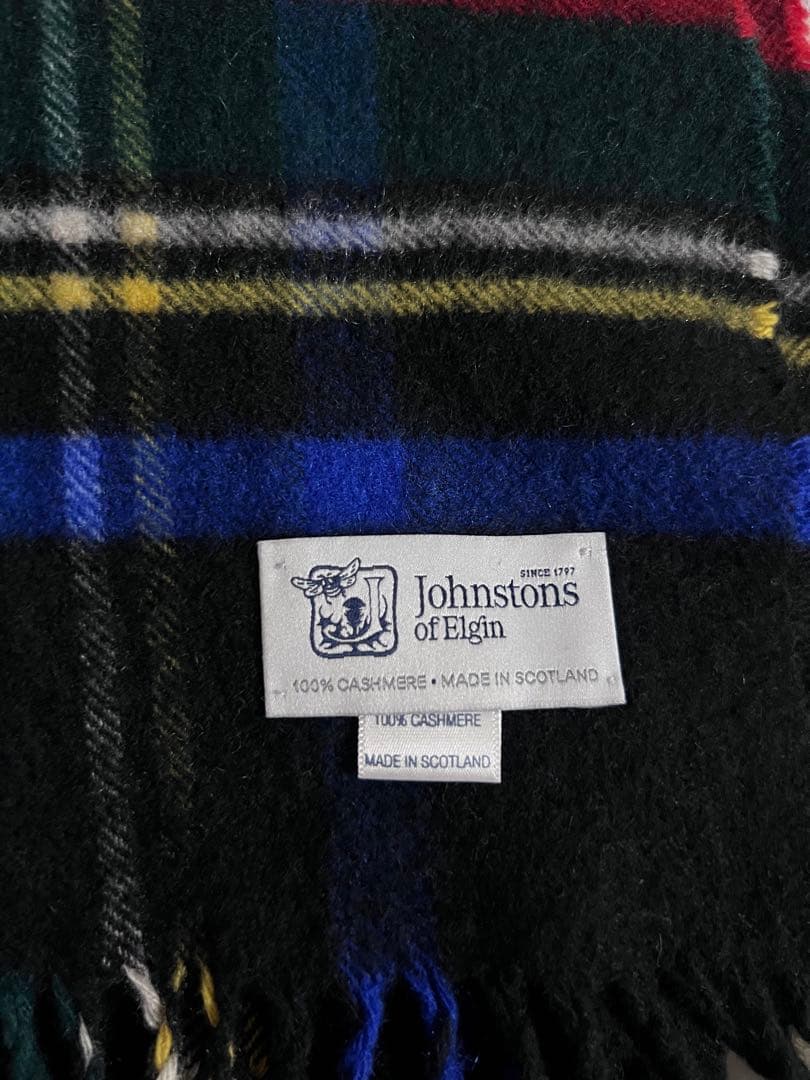 SINCE 1797
Johnstons
of Elgin
100% CASHMERE • MADE IN SCOTLAND
100% CASHMERE
MADE IN SCOTLAND